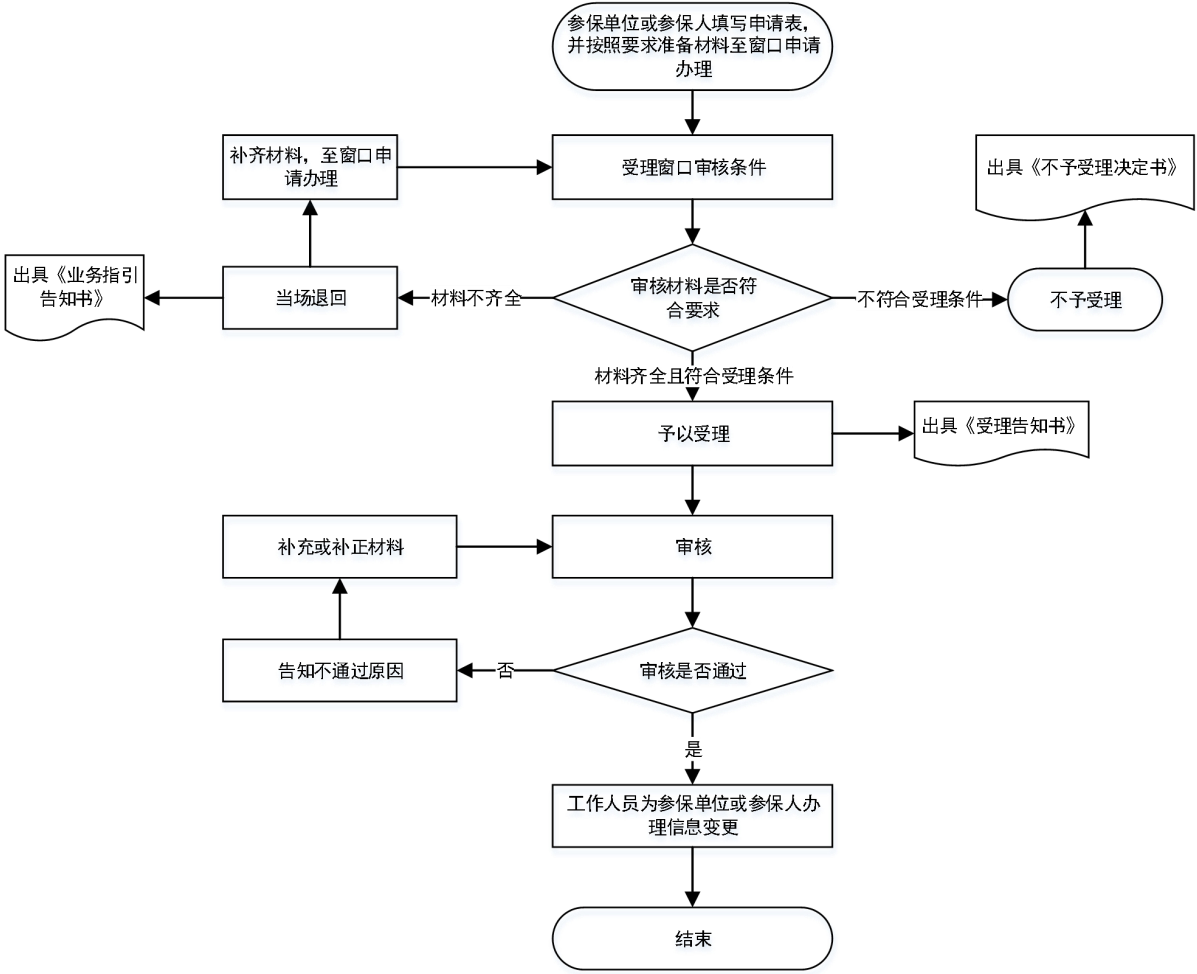 参保单位或参保人填写申请表，
并按照要求准备材料至窗口申请
办理
补齐材料，至窗口申
请办理
受理窗口审核条件
出具《不予受理决定书》
出具《业务指引
告知书》
当场退回
材料不齐全
审核材料是否符
合要求
不符合受理条件
不予受理
材料齐全且符合受理条件
予以受理
出具《受理告知书》
补充或补正材料
审核
告知不通过原因
否
审核是否通过
是
工作人员为参保单位或参保人办
理信息变更
结束